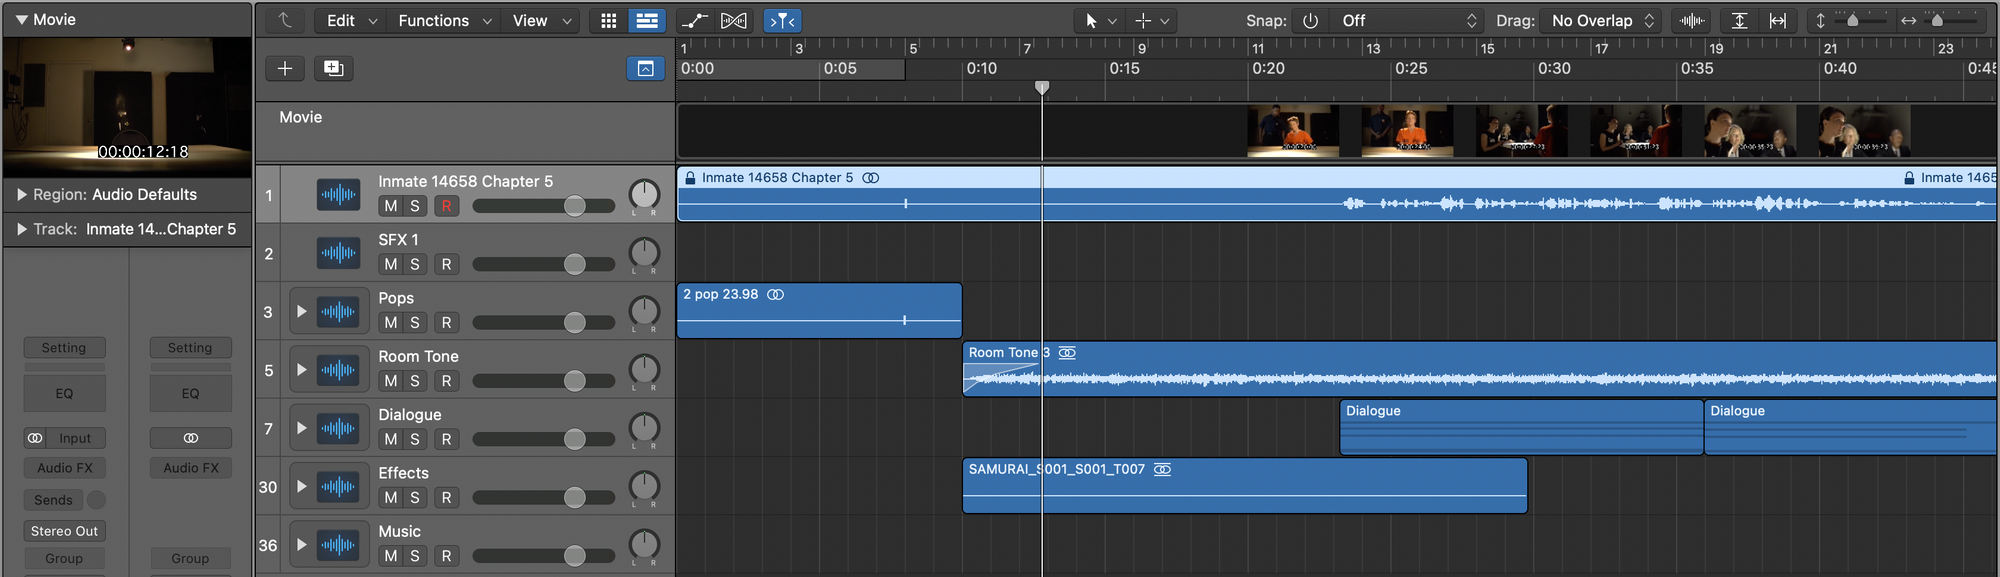 Movie
Edit
Functions
View
Snap:
Off
Drag:
No Overlap
1 3 5 7 9 11 13 15 17 19 21 23
0:00 0:05 0:10 0:15 0:20 0:25 0:30 0:35 0:40 0:45
Movie
00:00:12:18
Region: Audio Defaults
Track: Inmate 14...Chapter 5
1
Inmate 14658 Chapter 5
M S R
L R
Inmate 14658 Chapter 5
Inmate 1465
2
SFX 1
M S R
L R
3
Pops
M S R
L R
2 pop 23.98
5
Room Tone
M S R
L R
Room Tone 3
7
Dialogue
M S R
L R
Dialogue
Dialogue
30
Effects
M S R
L R
SAMURAI_S001_S001_T007
36
Music
M S R
L R
Setting
Setting
EQ
EQ
Input
Audio FX
Audio FX
Sends
Stereo Out
Group
Group